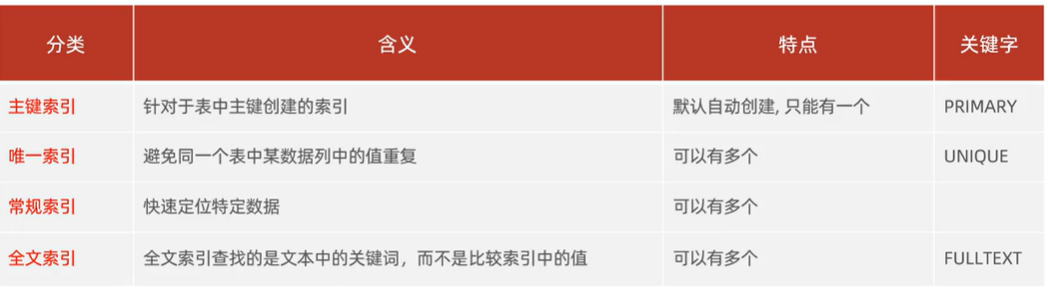 分类 含义 特点 关键字
主键索引 针对于表中主键创建的索引 默认自动创建, 只能有一个 PRIMARY
唯一索引 避免同一个表中某数据列中的值重复 可以有多个 UNIQUE
常规索引 快速定位特定数据 可以有多个
全文索引 全文索引查找的是文本中的关键词，而不是比较索引中的值 可以有多个 FULLTEXT